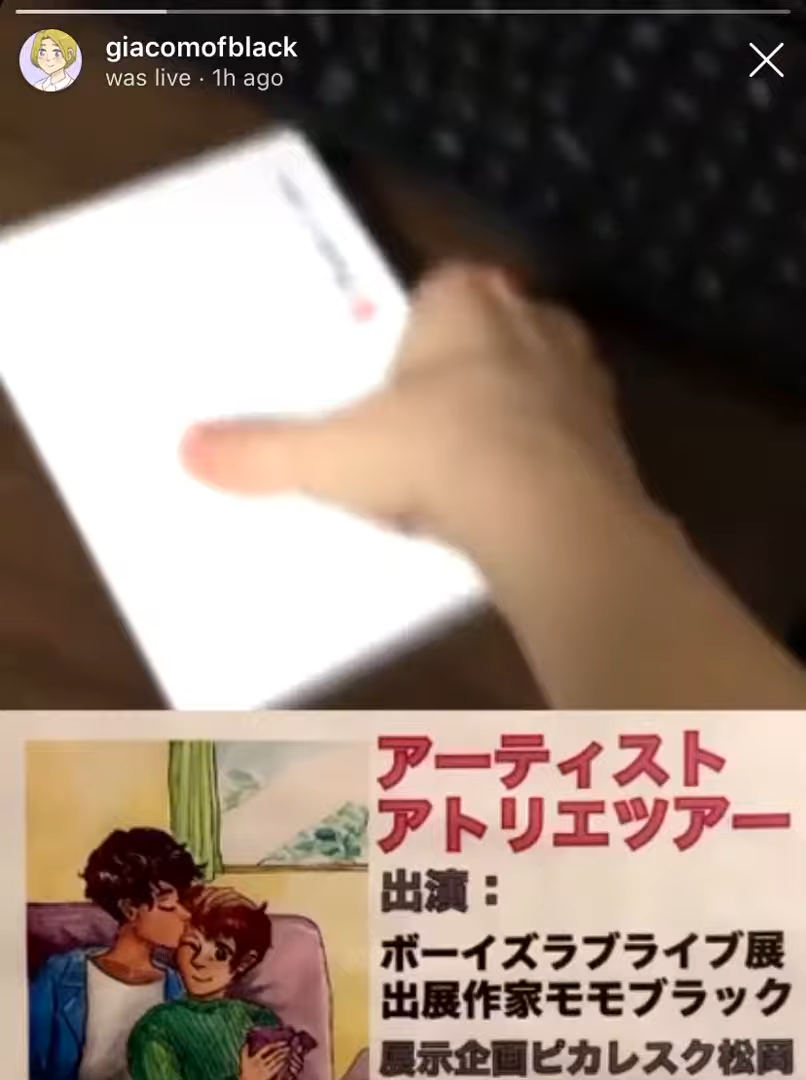 giacomofblack
was live · 1h ago
アーティスト
アトリエツアー
出演：
ボーイズラブライブ展
出展作家モモブラック
展示企画ピカレスク松岡